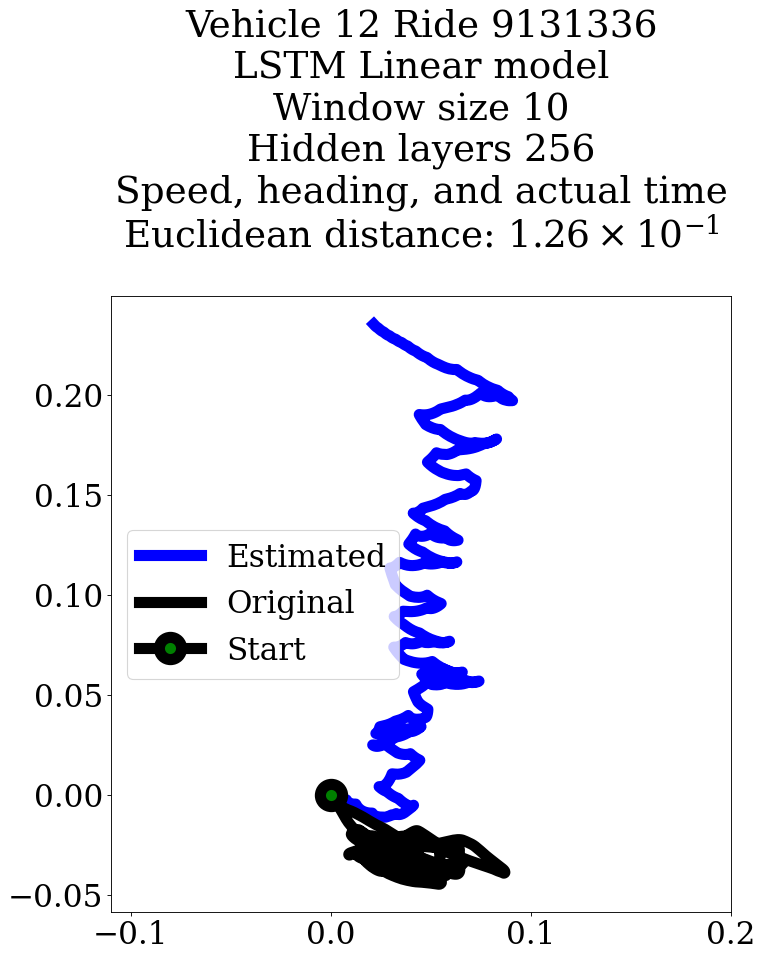 Vehicle 12 Ride 9131336
LSTM Linear model
Window size 10
Hidden layers 256
Speed, heading, and actual time
Euclidean distance: 1.26 × 10⁻¹
0.20
0.15
0.10
0.05
0.00
−0.05
Estimated
Original
Start
−0.1
0.0
0.1
0.2